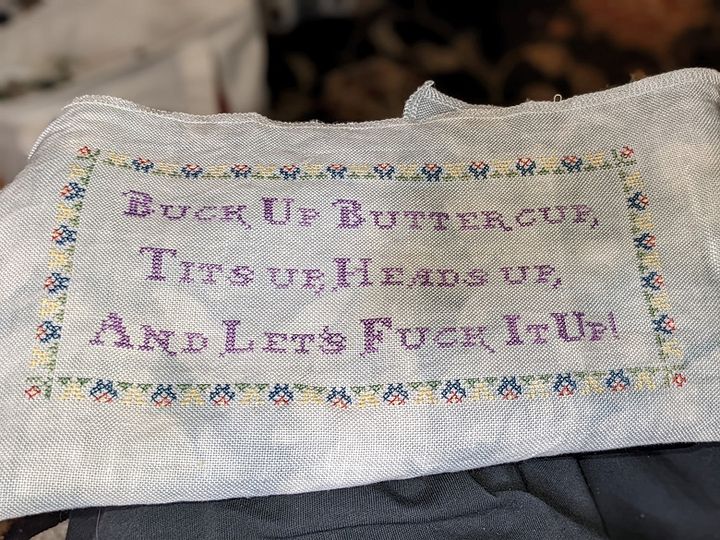 Buck Up Buttercup,
Tits up, Heads up,
And Let's Fuck It Up!